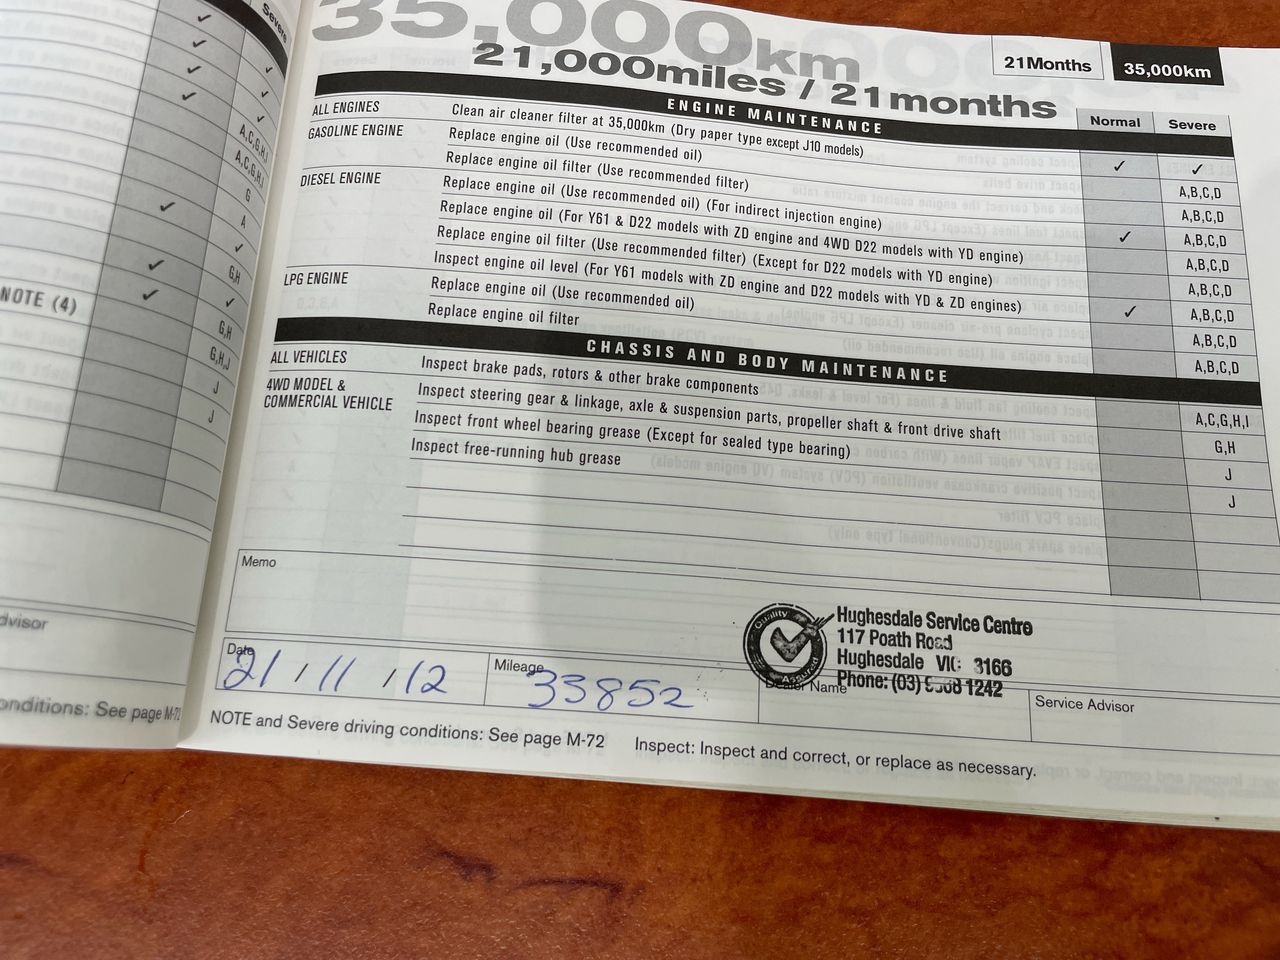 Severe
✓
✓ ✓
✓ ✓
✓ ✓
A,C,G,H,I
A,C,G,H,I
G
✓ A
✓
✓ G,H
✓ ✓
NOTE (4) G,H
G,H,J
J
J
dvisor
onditions: See page M-72
35,000km
21,000miles / 21months
21Months 35,000km
ENGINE MAINTENANCE Normal Severe
ALL ENGINES Clean air cleaner filter at 35,000km (Dry paper type except J10 models) ✓ ✓
GASOLINE ENGINE Replace engine oil (Use recommended oil) A,B,C,D
Replace engine oil filter (Use recommended filter) A,B,C,D
DIESEL ENGINE Replace engine oil (Use recommended oil) (For indirect injection engine) ✓ A,B,C,D
Replace engine oil (For Y61 & D22 models with ZD engine and 4WD D22 models with YD engine) A,B,C,D
Replace engine oil filter (Use recommended filter) (Except for D22 models with YD engine) A,B,C,D
Inspect engine oil level (For Y61 models with ZD engine and D22 models with YD & ZD engines) ✓ A,B,C,D
LPG ENGINE Replace engine oil (Use recommended oil) A,B,C,D
Replace engine oil filter A,B,C,D
CHASSIS AND BODY MAINTENANCE
ALL VEHICLES Inspect brake pads, rotors & other brake components A,C,G,H,I
4WD MODEL & COMMERCIAL VEHICLE Inspect steering gear & linkage, axle & suspension parts, propeller shaft & front drive shaft G,H
Inspect front wheel bearing grease (Except for sealed type bearing) J
Inspect free-running hub grease J
Memo
Quality Assured
Hughesdale Service Centre
117 Poath Road
Hughesdale VIC 3166
Phone: (03) 1242
Date 21/11/12 Mileage 33852 Dealer Name Service Advisor
NOTE and Severe driving conditions: See page M-72 Inspect: Inspect and correct, or replace as necessary.